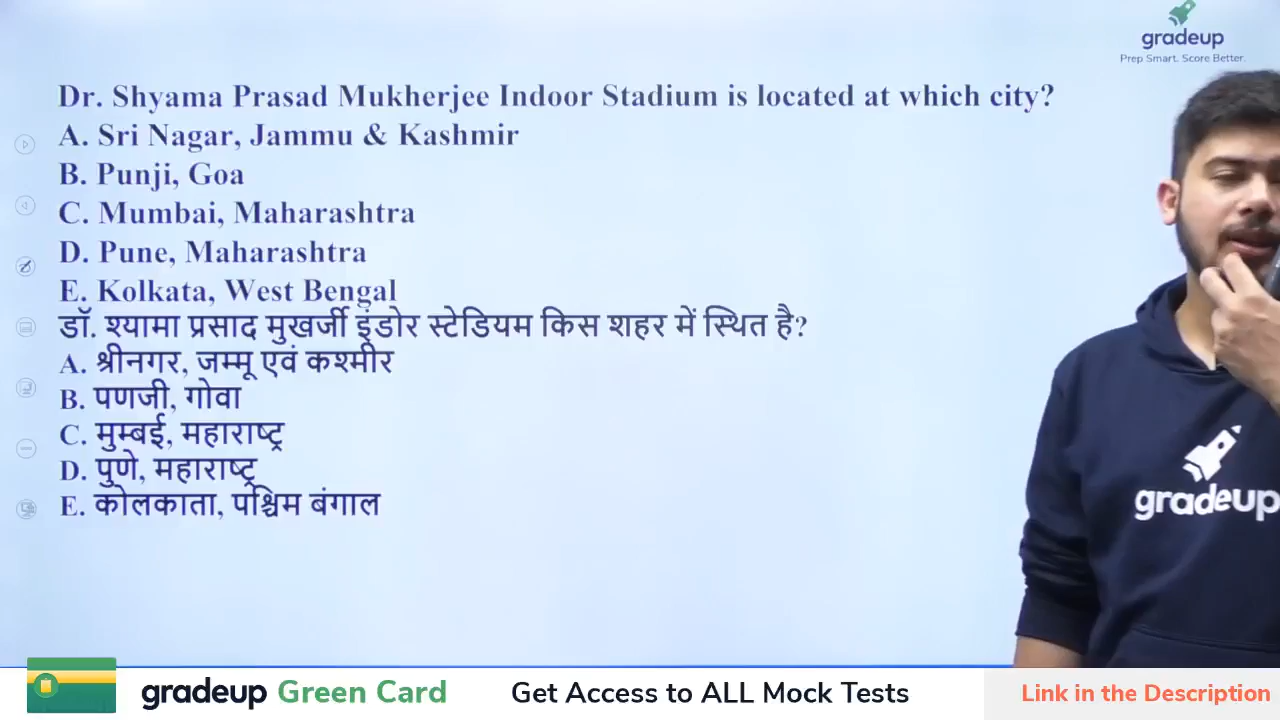 gradeup
Prep Smart. Score Better.
Dr. Shyama Prasad Mukherjee Indoor Stadium is located at which city?
A. Sri Nagar, Jammu & Kashmir
B. Punji, Goa
C. Mumbai, Maharashtra
D. Pune, Maharashtra
E. Kolkata, West Bengal
डॉ. श्यामा प्रसाद मुखर्जी इंडोर स्टेडियम किस शहर में स्थित है?
A. श्रीनगर, जम्मू एवं कश्मीर
B. पणजी, गोवा
C. मुम्बई, महाराष्ट्र
D. पुणे, महाराष्ट्र
E. कोलकाता, पश्चिम बंगाल
gradeup
gradeup Green Card Get Access to ALL Mock Tests Link in the Description